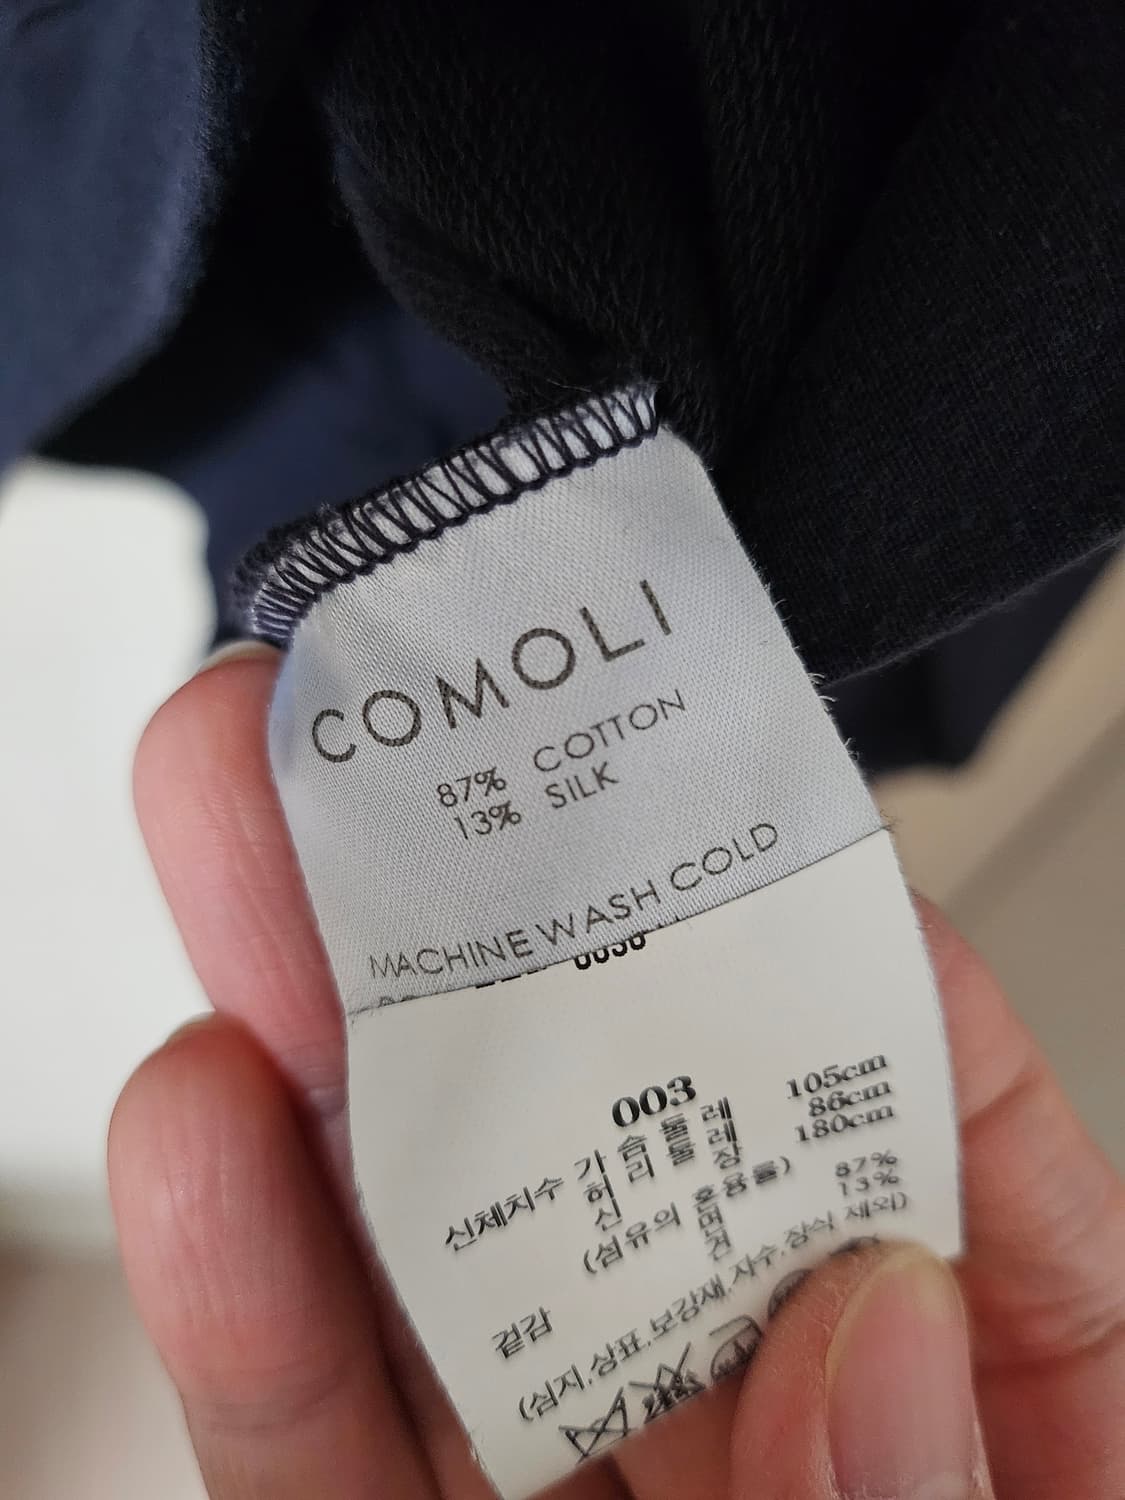 COMOLI
87% COTTON
13% SILK
MACHINE WASH COLD
003
신체치수 가슴둘레 105cm
허리둘레 86cm
신장 180cm
(섬유의 혼용률)
겉감 면 87%
견 13%
(심지,상표,보강재,자수,장식 제외)